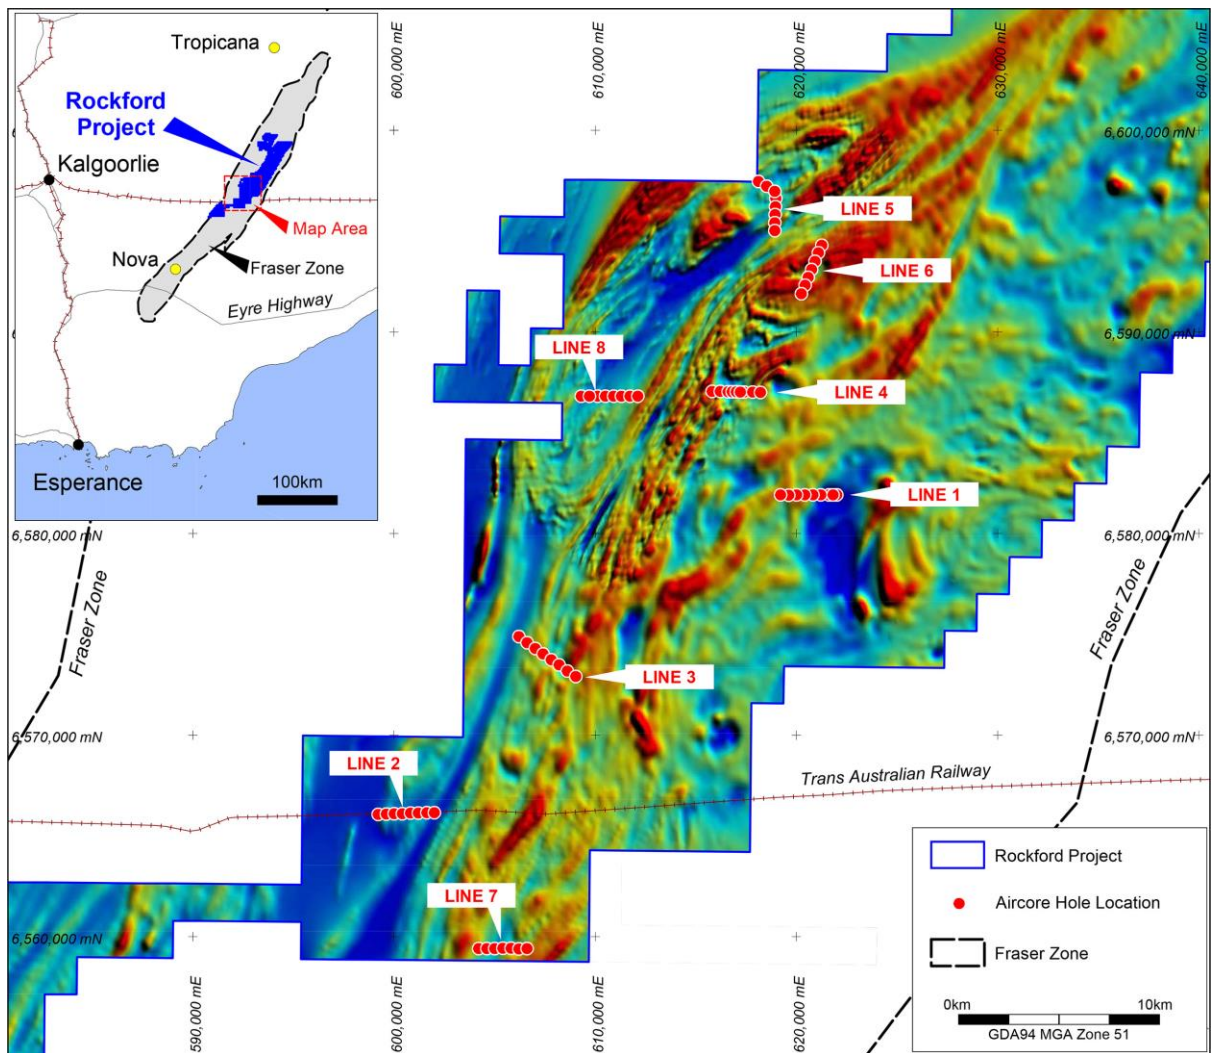 Tropicana
Rockford
Project
Kalgoorlie
Map Area
Nova
Fraser Zone
Eyre Highway
Esperance
100km
600,000 mE
610,000 mE
620,000 mE
630,000 mE
640,000 mE
6,600,000 mN
LINE 5
LINE 6
6,590,000 mN
LINE 8
LINE 4
LINE 1
6,580,000 mN
6,580,000 mN
Fraser Zone
Fraser Zone
LINE 3
6,570,000 mN
6,570,000 mN
LINE 2
Trans Australian Railway
LINE 7
6,560,000 mN
590,000 mE
600,000 mE
610,000 mE
620,000 mE
Rockford Project
Aircore Hole Location
Fraser Zone
0km
10km
GDA94 MGA Zone 51